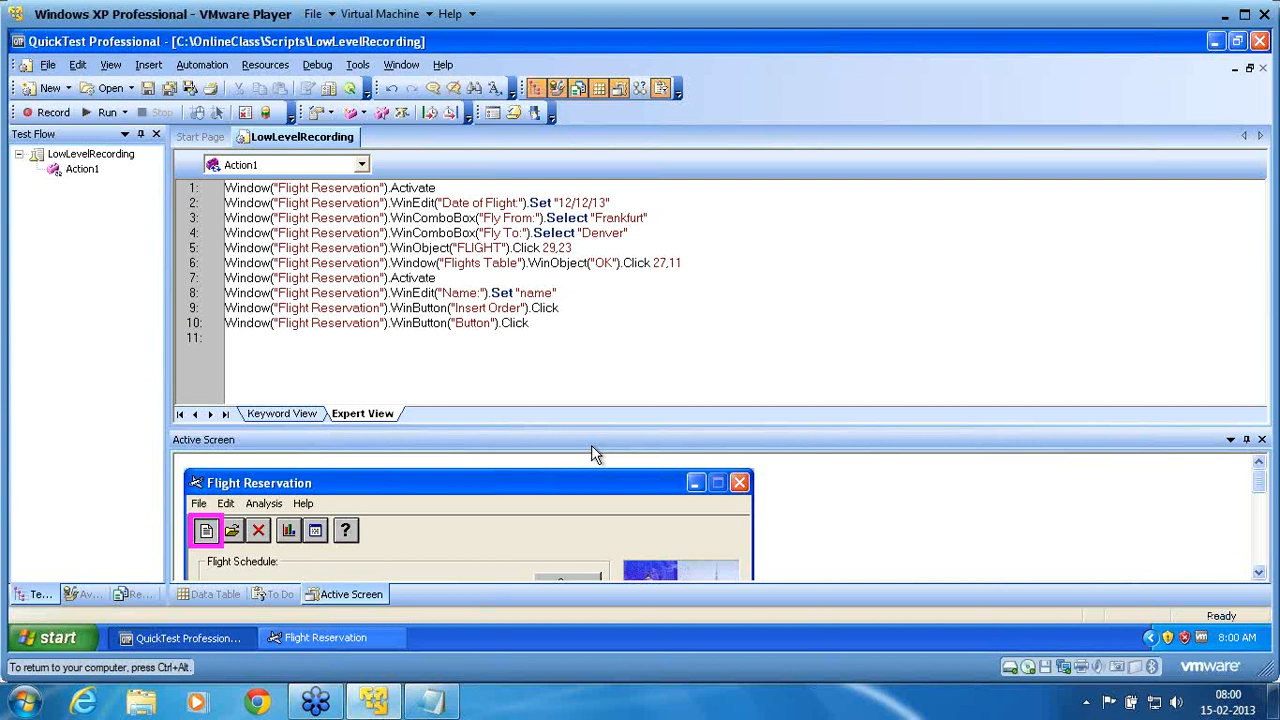 Windows XP Professional - VMware Player File Virtual Machine Help
QuickTest Professional - [C:\OnlineClass\Scripts\LowLevelRecording]
File Edit View Insert Automation Resources Debug Tools Window Help
New Open
Record Run Stop
Test Flow
LowLevelRecording
Action1
Start Page LowLevelRecording
Action1
1: Window("Flight Reservation").Activate
2: Window("Flight Reservation").WinEdit("Date of Flight:").Set "12/12/13"
3: Window("Flight Reservation").WinComboBox("Fly From:").Select "Frankfurt"
4: Window("Flight Reservation").WinComboBox("Fly To:").Select "Denver"
5: Window("Flight Reservation").WinObject("FLIGHT").Click 29,23
6: Window("Flight Reservation").Window("Flights Table").WinObject("OK").Click 27,11
7: Window("Flight Reservation").Activate
8: Window("Flight Reservation").WinEdit("Name:").Set "name"
9: Window("Flight Reservation").WinButton("Insert Order").Click
10: Window("Flight Reservation").WinButton("Button").Click
11:
Keyword View Expert View
Active Screen
Flight Reservation
File Edit Analysis Help
Flight Schedule:
Te... Av... Re... Data Table To Do Active Screen
Ready
start QuickTest Profession... Flight Reservation 8:00 AM
To return to your computer, press Ctrl+Alt. vmware
08:00
15-02-2013